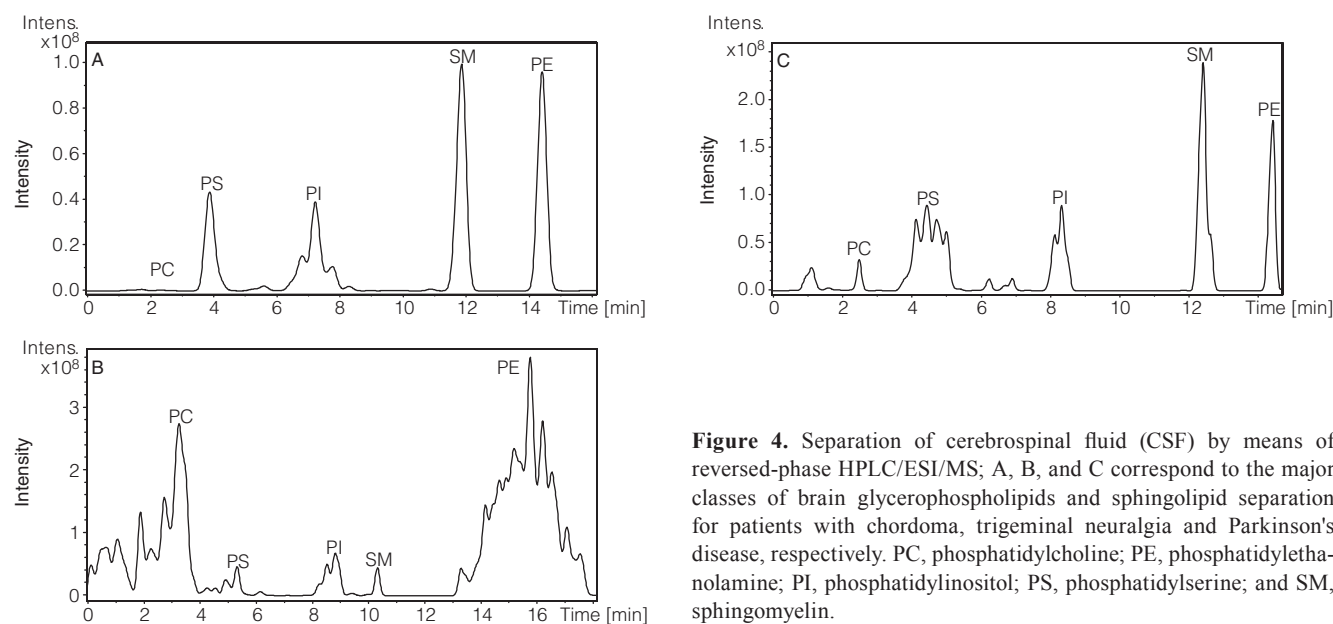 Intens.
x10⁸
A
SM
PE
1.0
0.8
0.6
0.4
0.2
0.0
Intensity
PS
PI
PC
0 2 4 6 8 10 12 14 Time [min]
Intens.
x10⁸
C
SM
PE
2.0
1.5
1.0
0.5
0.0
Intensity
PS
PI
PC
0 2 4 6 8 10 12 Time [min]
Intens.
x10⁸
B
PE
3
2
1
0
Intensity
PC
PS
PI
SM
0 2 4 6 8 10 12 14 16 Time [min]
Figure 4. Separation of cerebrospinal fluid (CSF) by means of
reversed-phase HPLC/ESI/MS; A, B, and C correspond to the major
classes of brain glycerophospholipids and sphingolipid separation
for patients with chordoma, trigeminal neuralgia and Parkinson's
disease, respectively. PC, phosphatidylcholine; PE, phosphatidyletha-
nolamine; PI, phosphatidylinositol; PS, phosphatidylserine; and SM,
sphingomyelin.